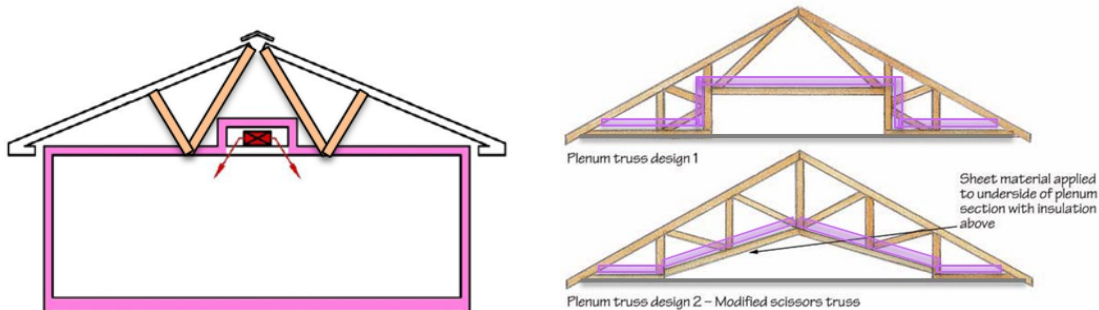 Plenum truss design 1
Sheet material applied
to underside of plenum
section with insulation
above
Plenum truss design 2 – Modified scissors truss